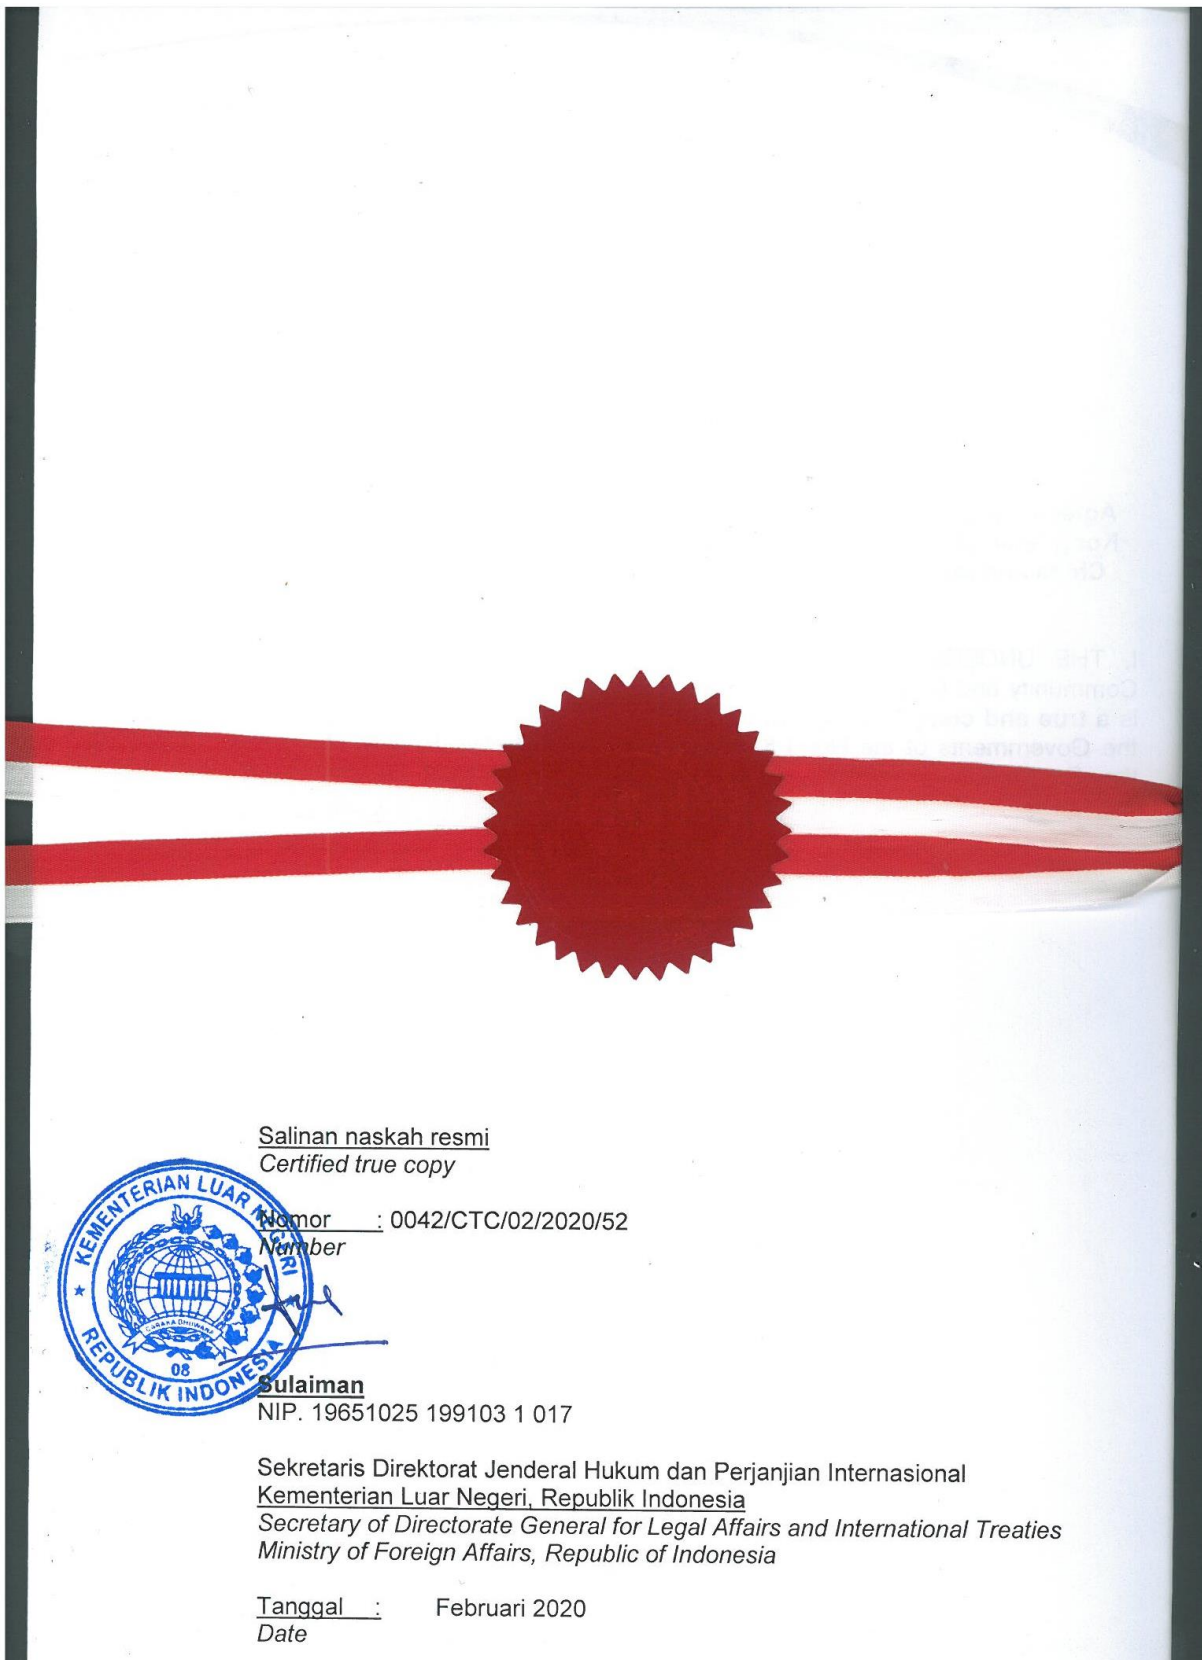 Salinan naskah resmi
Certified true copy
KEMENTERIAN LUAR NEGERI
Nomor : 0042/CTC/02/2020/52
Number
CARAKA BHUWANA
08
REPUBLIK INDONESIA
Sulaiman
NIP. 19651025 199103 1 017
Sekretaris Direktorat Jenderal Hukum dan Perjanjian Internasional
Kementerian Luar Negeri, Republik Indonesia
Secretary of Directorate General for Legal Affairs and International Treaties
Ministry of Foreign Affairs, Republic of Indonesia
Tanggal : Februari 2020
Date